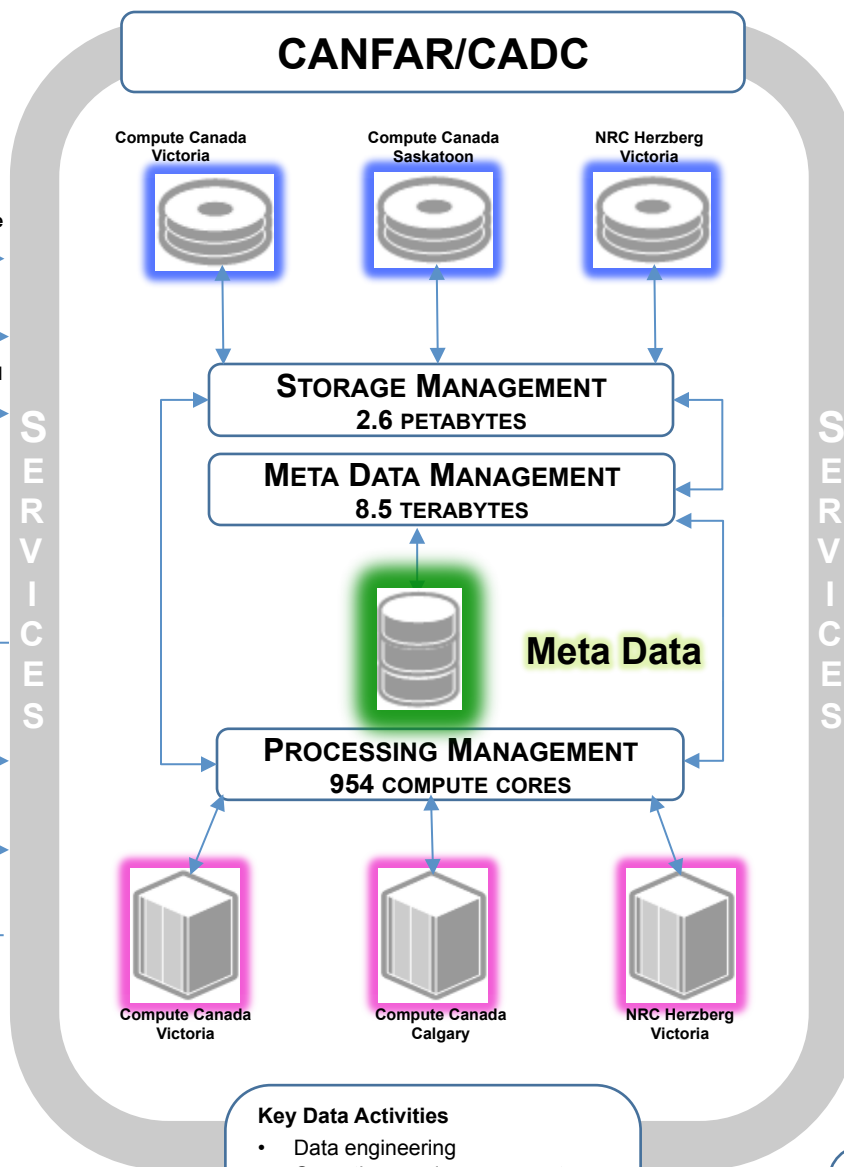 CANFAR/CADC
Compute Canada
Victoria
Compute Canada
Saskatoon
NRC Herzberg
Victoria
STORAGE MANAGEMENT
2.6 PETABYTES
META DATA MANAGEMENT
8.5 TERABYTES
Meta Data
PROCESSING MANAGEMENT
954 COMPUTE CORES
Compute Canada
Victoria
Compute Canada
Calgary
NRC Herzberg
Victoria
SERVICES
SERVICES
Key Data Activities
• Data engineering